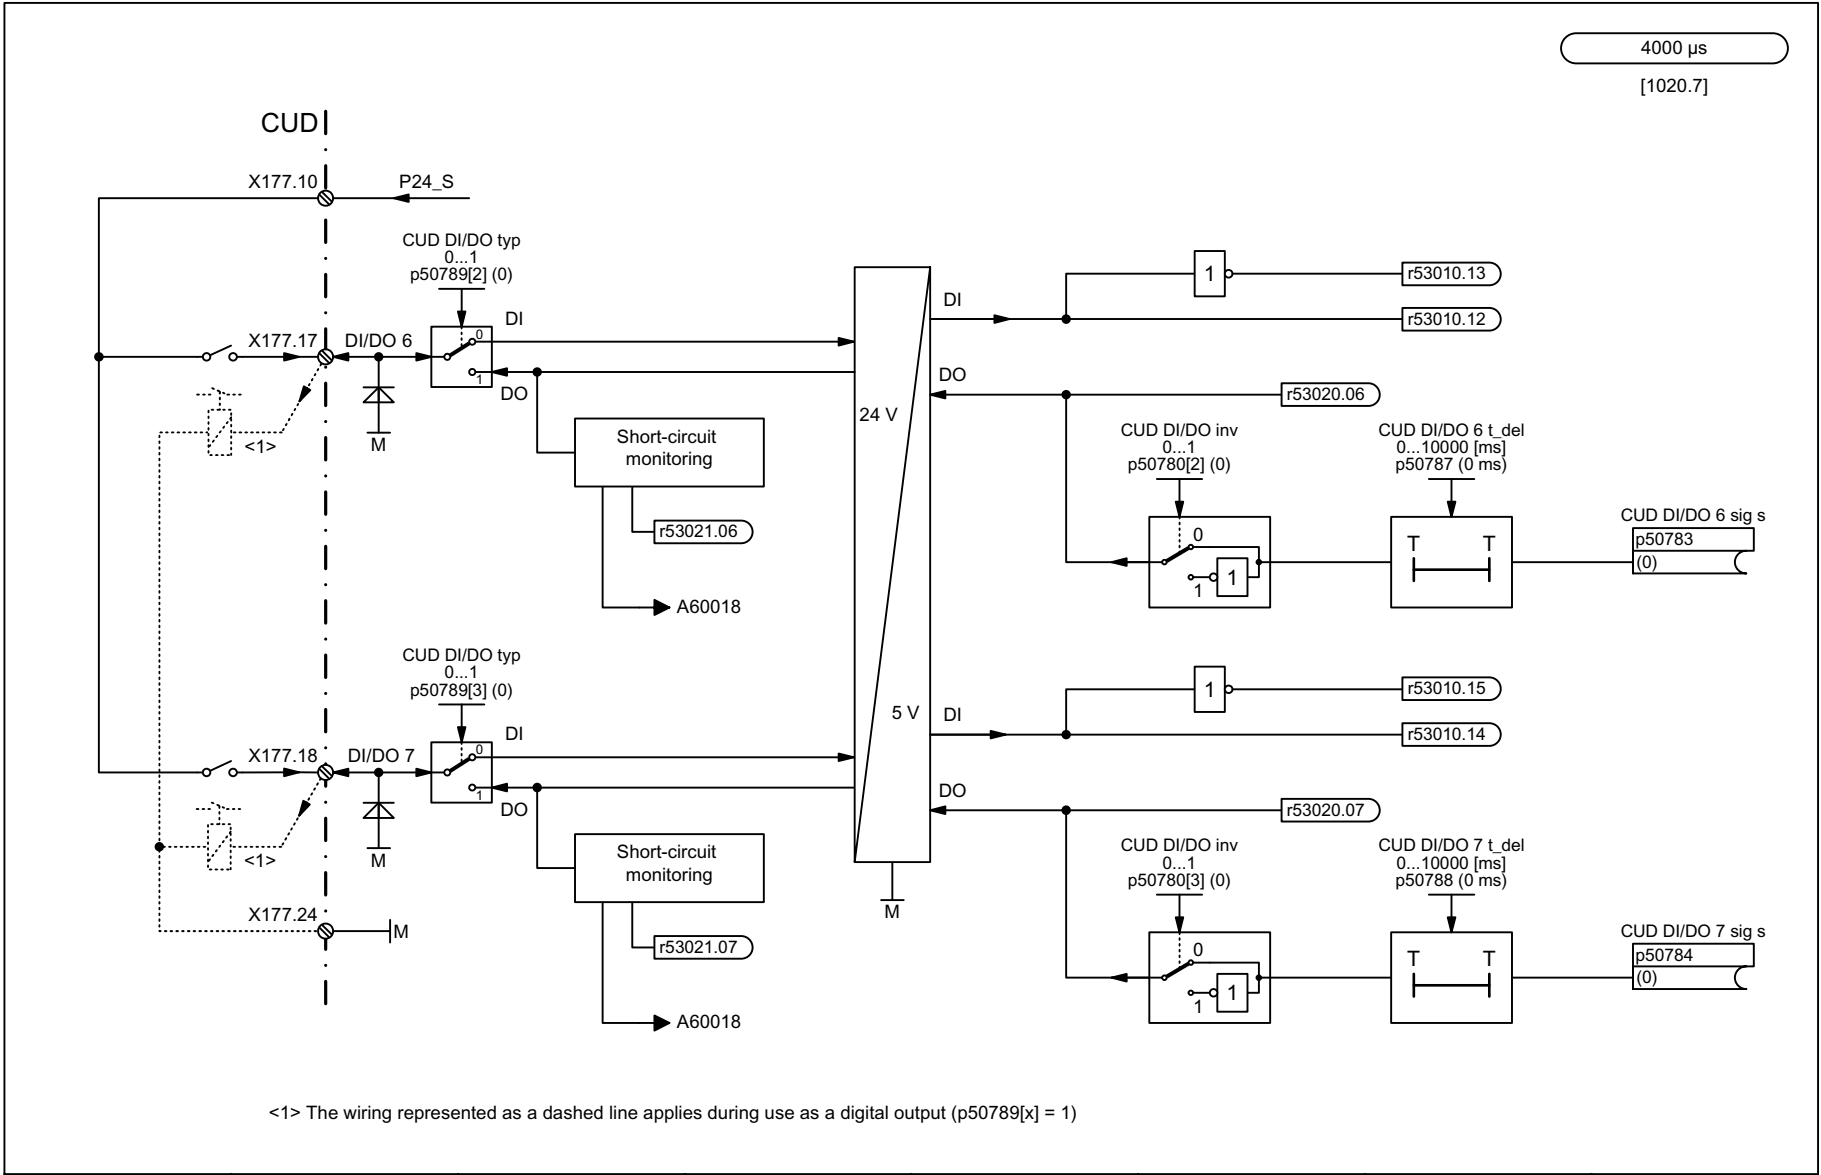 4000 µs
[1020.7]
CUD
X177.10
P24_S
CUD DI/DO typ
0...1
p50789[2] (0)
DI
0
1
DO
X177.17
DI/DO 6
<1>
M
Short-circuit
monitoring
r53021.06
A60018
24 V
5 V
M
DI
1
r53010.13
r53010.12
DO
r53020.06
CUD DI/DO inv
0...1
p50780[2] (0)
0
1
1
CUD DI/DO 6 t_del
0...10000 [ms]
p50787 (0 ms)
T T
CUD DI/DO 6 sig s
p50783
(0)
CUD DI/DO typ
0...1
p50789[3] (0)
DI
0
1
DO
X177.18
DI/DO 7
<1>
M
X177.24
M
Short-circuit
monitoring
r53021.07
A60018
DI
1
r53010.15
r53010.14
DO
r53020.07
CUD DI/DO inv
0...1
p50780[3] (0)
0
1
1
CUD DI/DO 7 t_del
0...10000 [ms]
p50788 (0 ms)
T T
CUD DI/DO 7 sig s
p50784
(0)
<1> The wiring represented as a dashed line applies during use as a digital output (p50789[x] = 1)